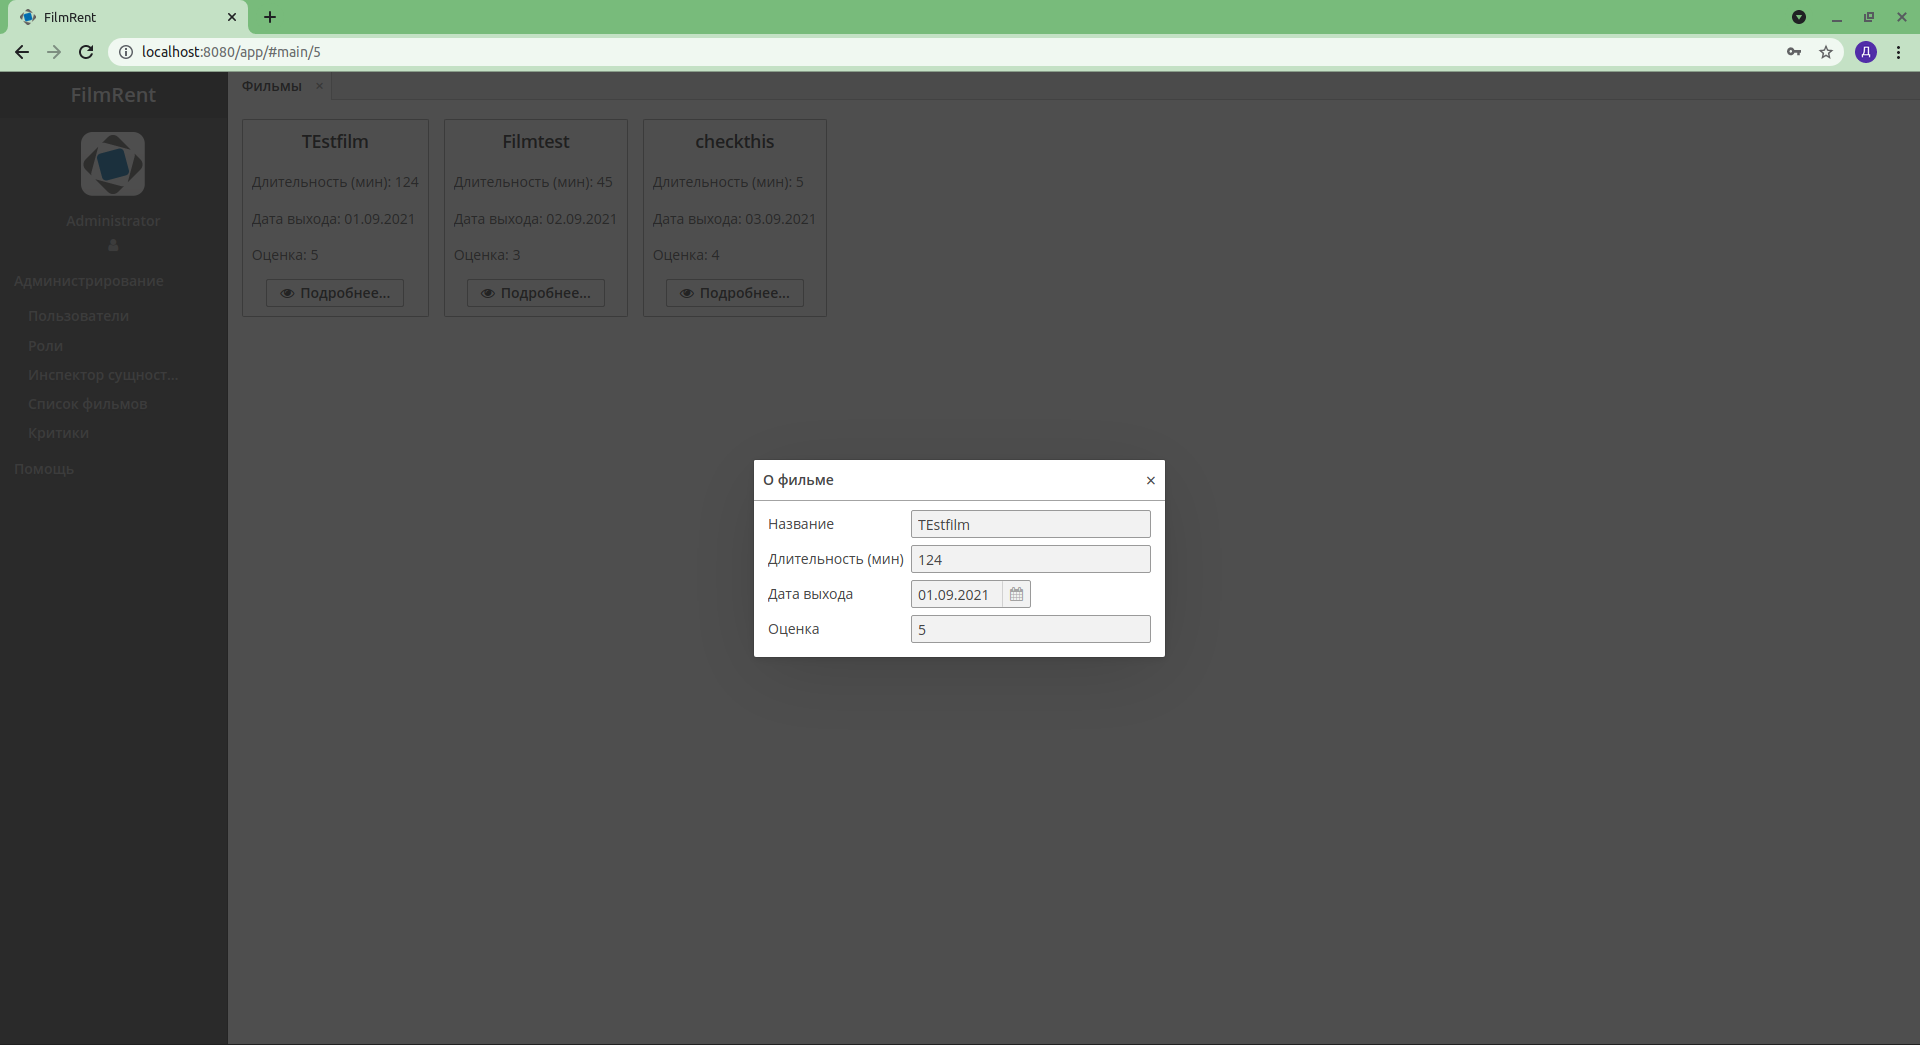 FilmRent
localhost:8080/app/#main/5
Д
FilmRent
Administrator
Администрирование
Пользователи
Роли
Инспектор сущност...
Список фильмов
Критики
Помощь
Фильмы
TEstfilm
Длительность (мин): 124
Дата выхода: 01.09.2021
Оценка: 5
Подробнее...
Filmtest
Длительность (мин): 45
Дата выхода: 02.09.2021
Оценка: 3
Подробнее...
checkthis
Длительность (мин): 5
Дата выхода: 03.09.2021
Оценка: 4
Подробнее...
О фильме
Название TEstfilm
Длительность (мин) 124
Дата выхода 01.09.2021
Оценка 5